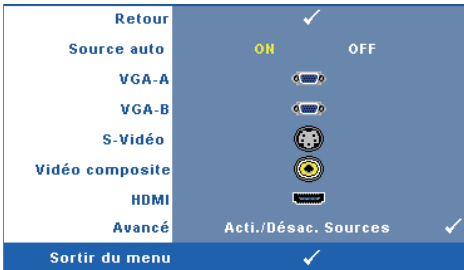 Retour
Source auto ON OFF
VGA-A
VGA-B
S-Vidéo
Vidéo composite
HDMI
Avancé Acti./Désac. Sources
Sortir du menu